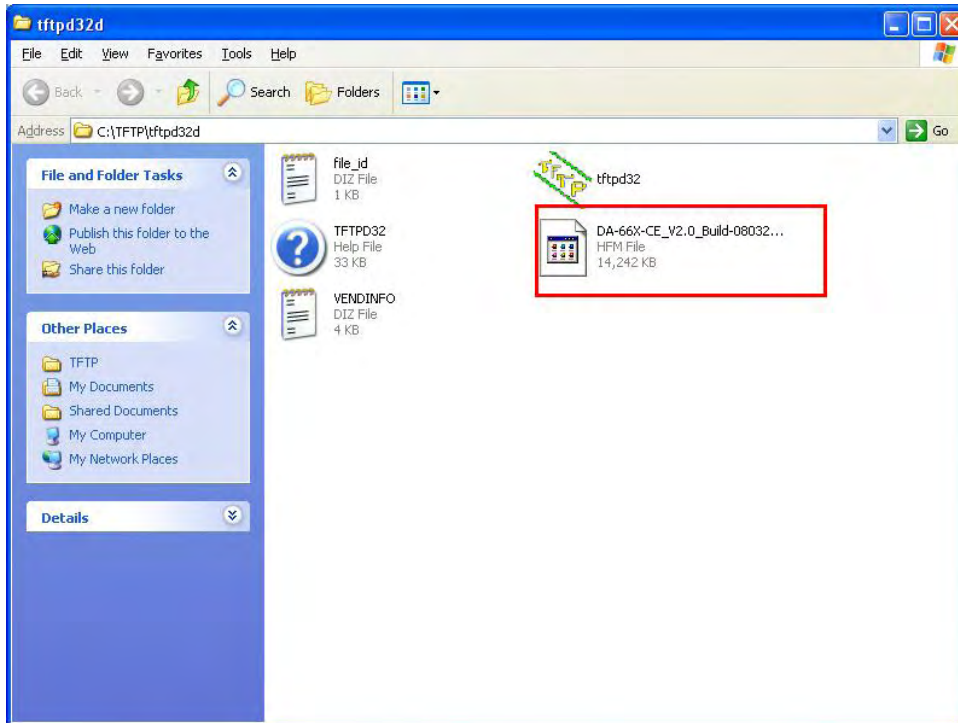 tftpd32d
File Edit View Favorites Tools Help
Back Search Folders
Address C:\TFTP\tftpd32d Go
File and Folder Tasks
Make a new folder
Publish this folder to the
Web
Share this folder
Other Places
TFTP
My Documents
Shared Documents
My Computer
My Network Places
Details
file_id
DIZ File
1 KB
TFTP
tftpd32
TFTPD32
Help File
33 KB
DA-66X-CE_V2.0_Build-08032...
HFM File
14,242 KB
VENDINFO
DIZ File
4 KB